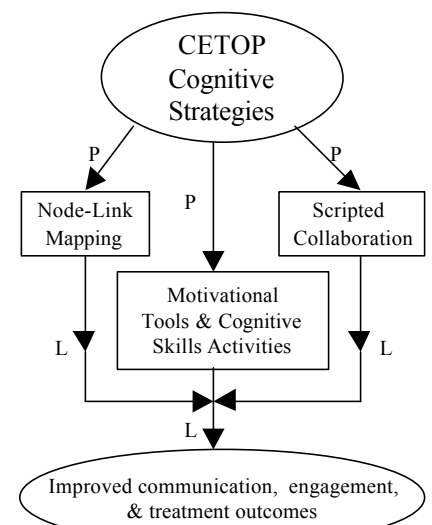 CETOP
Cognitive
Strategies
P
P
P
Node-Link
Mapping
Scripted
Collaboration
Motivational
Tools & Cognitive
Skills Activities
L
L
L
Improved communication, engagement,
& treatment outcomes